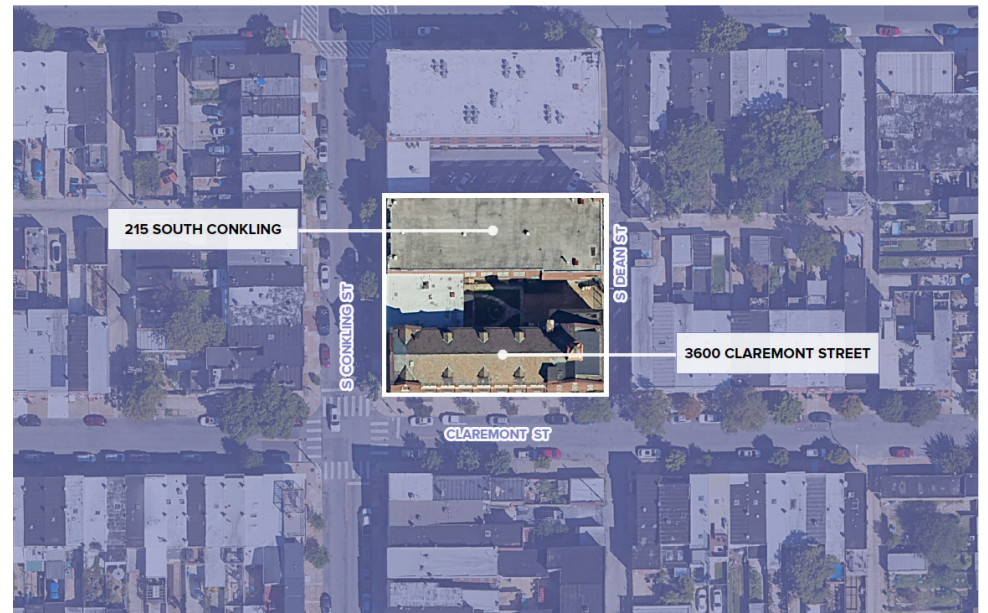 215 SOUTH CONKLING
S DEAN ST
S CONKLING ST
3600 CLAREMONT STREET
CLAREMONT ST